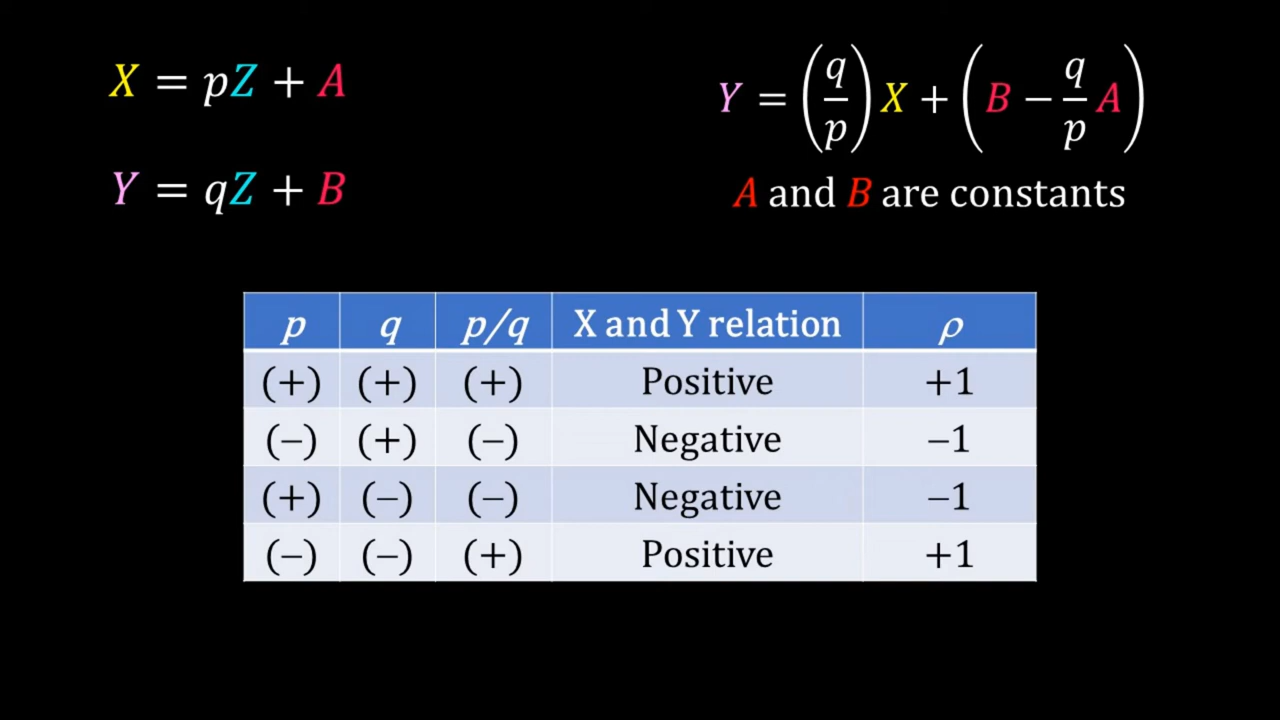 X = pZ + A
Y = qZ + B
Y = (q/p) X + (B − q/p A)
A and B are constants
p q p/q X and Y relation ρ
(+) (+) (+) Positive +1
(−) (+) (−) Negative −1
(+) (−) (−) Negative −1
(−) (−) (+) Positive +1